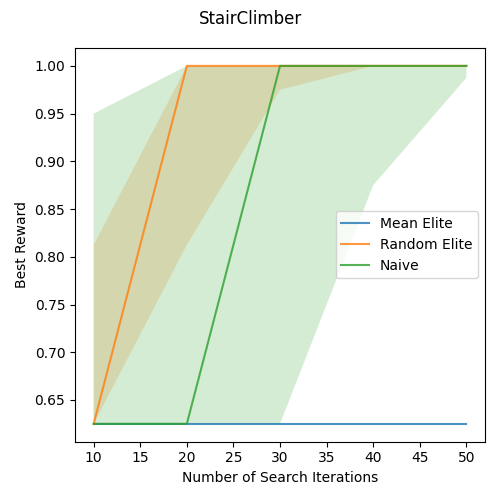 StairClimber
1.00
0.95
0.90
0.85
0.80
0.75
0.70
0.65
Best Reward
Mean Elite
Random Elite
Naive
10 15 20 25 30 35 40 45 50
Number of Search Iterations